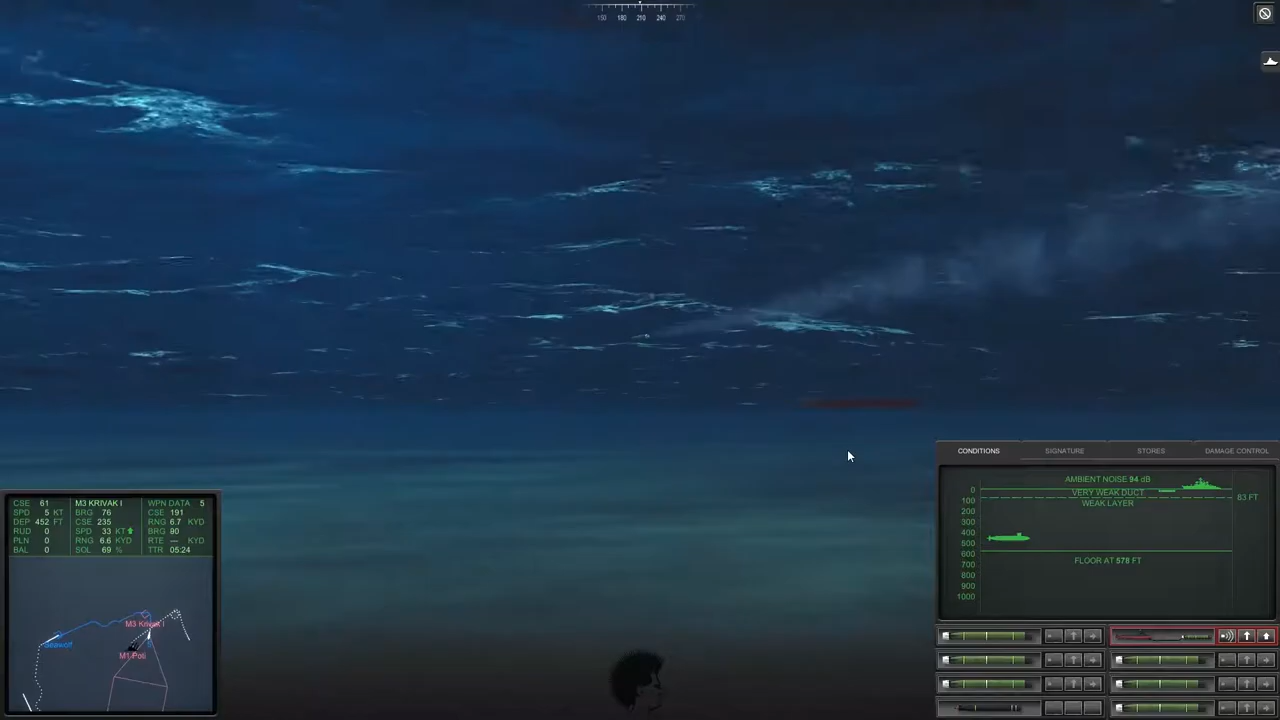 150 180 210 240 270
CONDITIONS SIGNATURE STORES DAMAGE CONTROL
AMBIENT NOISE 94 dB
0
VERY WEAK DUCT
100
83 FT
WEAK LAYER
200
300
400
500
600
FLOOR AT 578 FT
700
800
900
1000
CSE 61 M3 KRIVAK I WPN DATA 5
SPD 5 KT BRG 76 CSE 191
DEP 452 FT CSE 235 RNG 6.7 KYD
RUD 0 SPD 33 KT BRG 80
PLN 0 RNG 6.6 KYD RTE --- KYD
BAL 0 SOL 69 % TTR 05:24
M3 Krivak I
Seawolf
M1 Poti